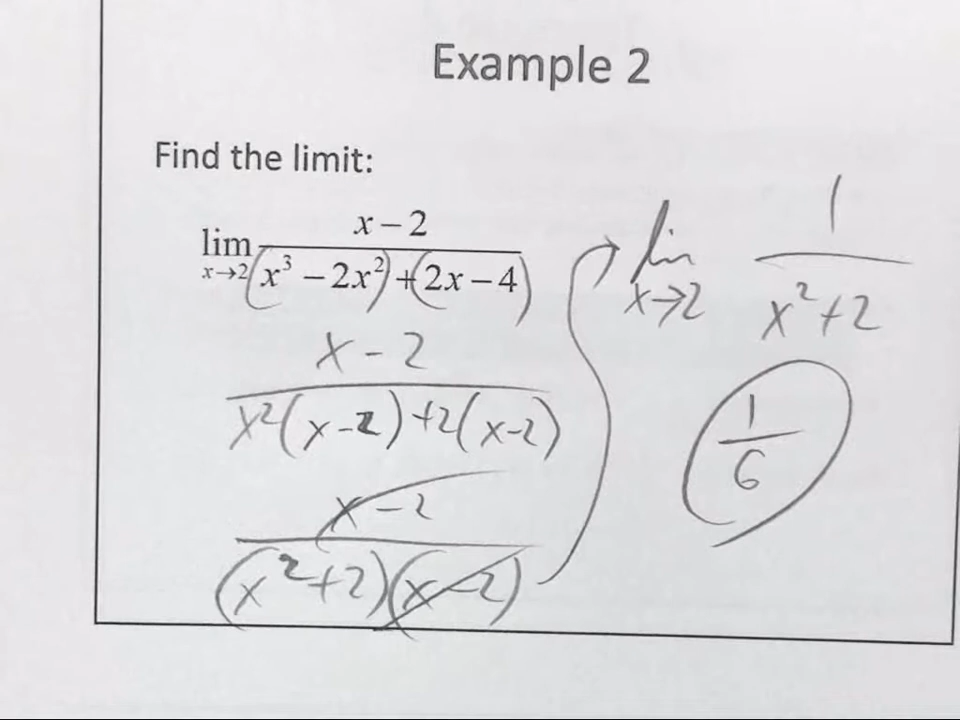 Example 2
Find the limit:
lim x→2 (x − 2) / ((x³ − 2x²) + (2x − 4))
x − 2
x²(x − 2) + 2(x − 2)
x − 2
(x² + 2)(x − 2)
lim x→2 1 / (x² + 2)
1/6